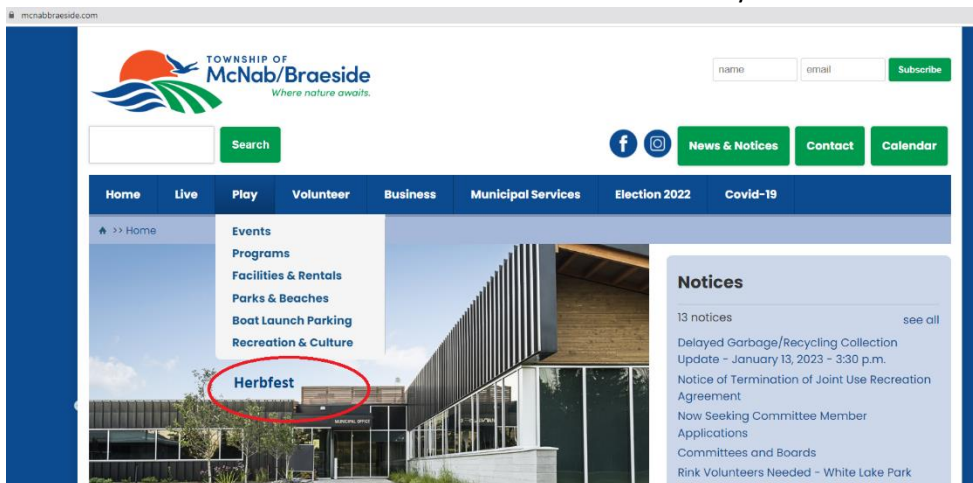 mcnabbraeside.com
TOWNSHIP OF
McNab/Braeside
Where nature awaits.
name email Subscribe
Search
News & Notices Contact Calendar
Home Live Play Volunteer Business Municipal Services Election 2022 Covid-19
>> Home
Events
Programs
Facilities & Rentals
Parks & Beaches
Boat Launch Parking
Recreation & Culture
Herbfest
MUNICIPAL OFFICE
Notices
13 notices see all
Delayed Garbage/Recycling Collection
Update - January 13, 2023 - 3:30 p.m.
Notice of Termination of Joint Use Recreation
Agreement
Now Seeking Committee Member
Applications
Committees and Boards
Rink Volunteers Needed - White Lake Park